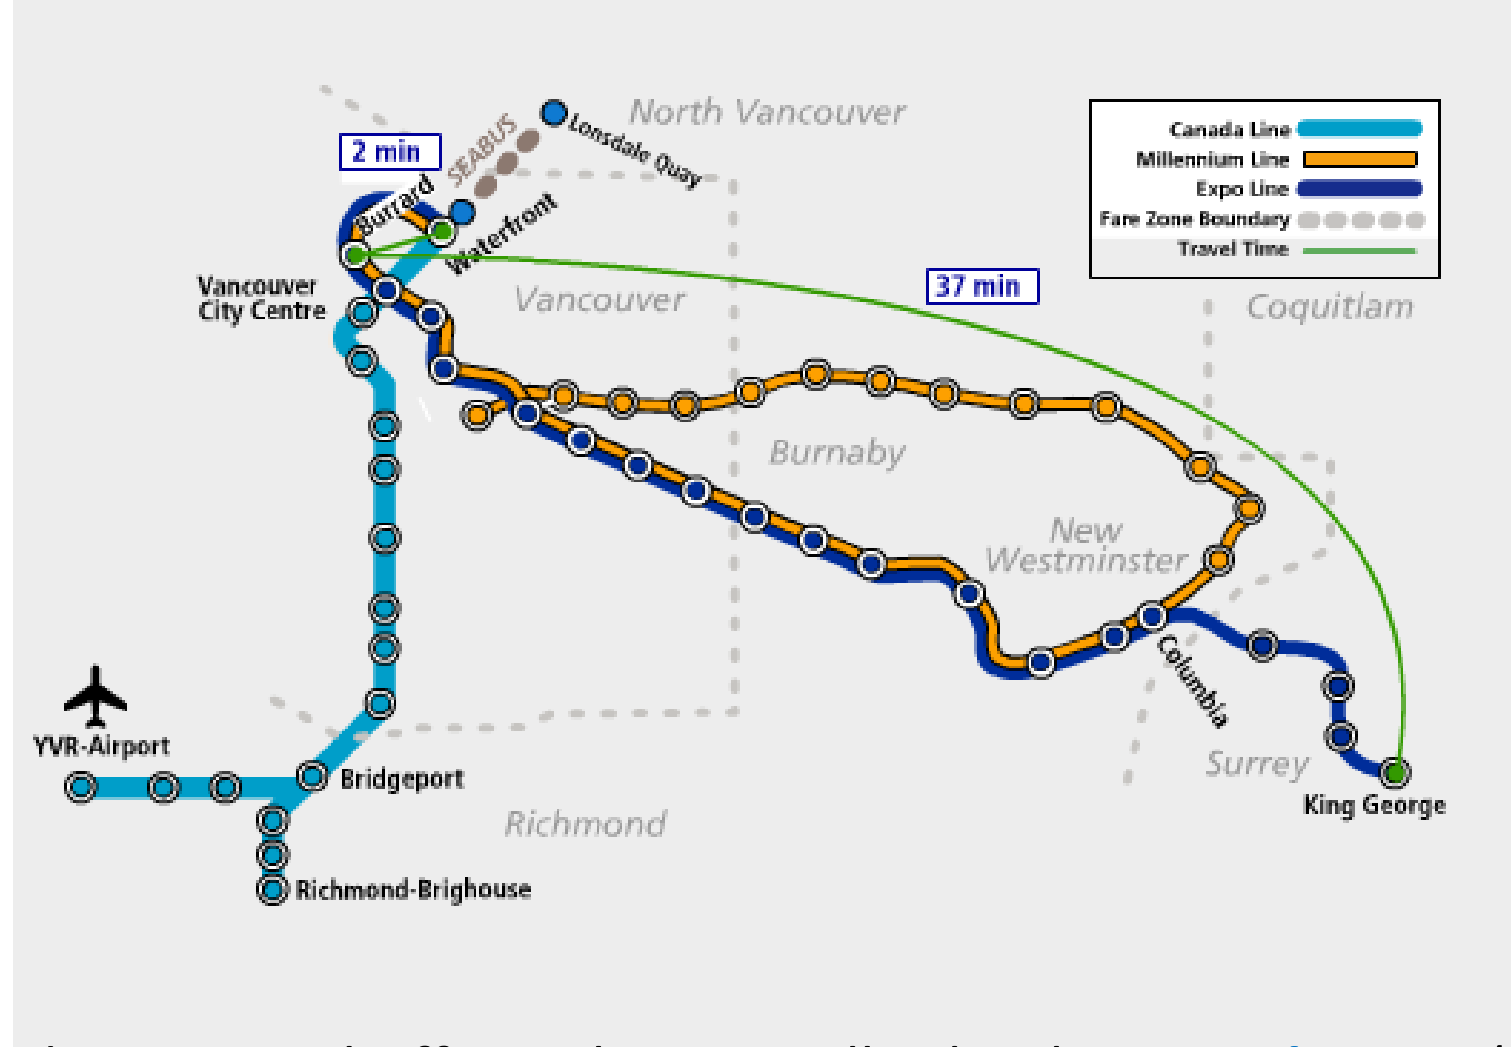 North Vancouver
Lonsdale Quay
SEABUS
2 min
Burrard
Waterfront
Canada Line
Millennium Line
Expo Line
Fare Zone Boundary
Travel Time
Vancouver
City Centre
Vancouver
37 min
Coquitlam
Burnaby
New
Westminster
Columbia
YVR-Airport
Bridgeport
Surrey
King George
Richmond
Richmond-Brighouse